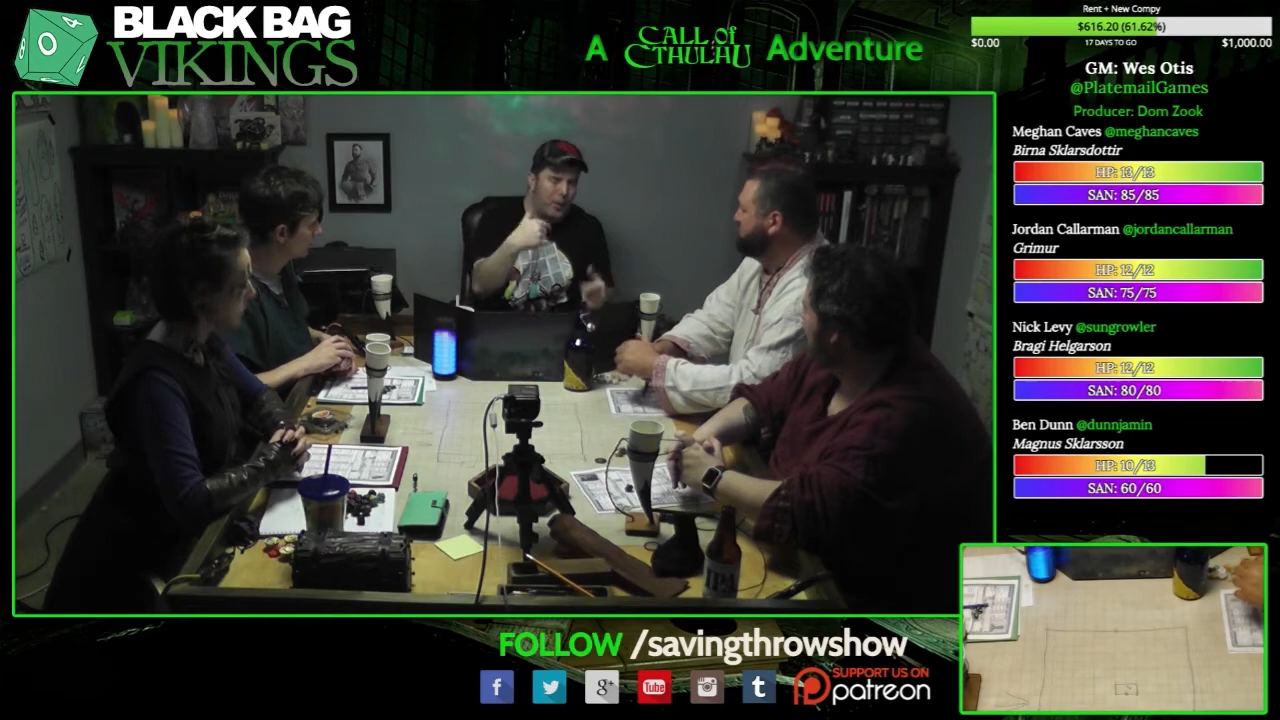 BLACK BAG
VIKINGS
A CALL of CTHULHU Adventure
Rent + New Compy
$616.20 (61.62%)
$0.00 17 DAYS TO GO $1,000.00
GM: Wes Otis
@PlatemailGames
Producer: Dom Zook
Meghan Caves @meghancaves
Birna Sklarsdottir
HP: 13/13
SAN: 85/85
Jordan Callarman @jordancallarman
Grimur
HP: 12/12
SAN: 75/75
Nick Levy @sungrowler
Bragi Helgarson
HP: 12/12
SAN: 80/80
Ben Dunn @dunnjamin
Magnus Sklarsson
HP: 10/13
SAN: 60/60
IPA
FOLLOW /savingthrowshow
f g+ You Tube t
SUPPORT US ON
patreon